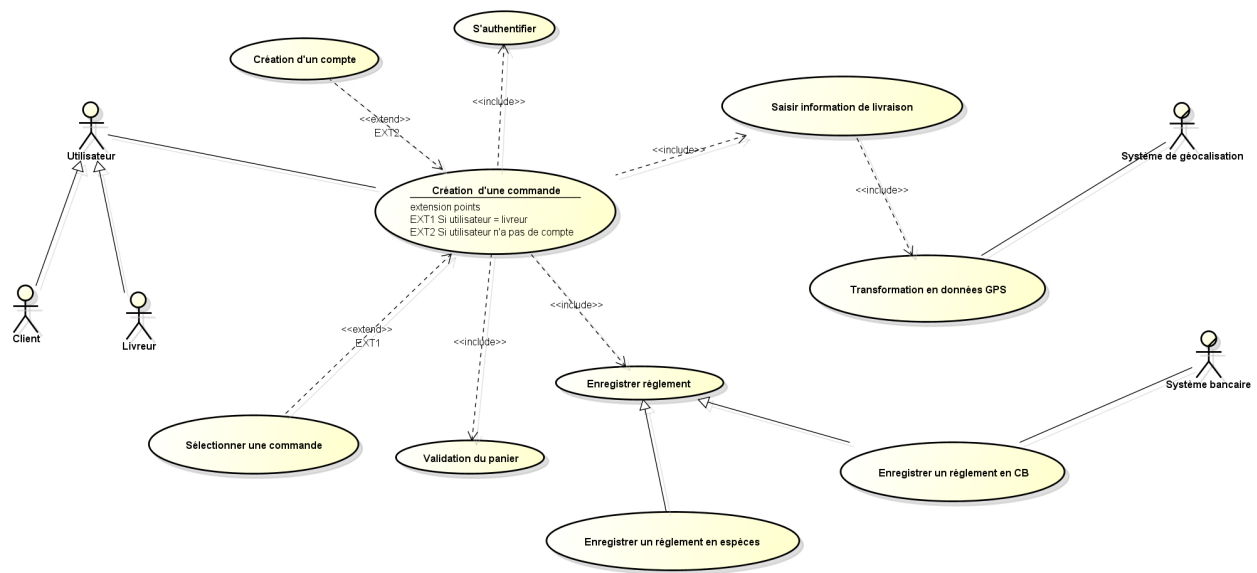 S'authentifier
Création d'un compte
<<include>>
Saisir information de livraison
<<extend>>
EXT2
Utilisateur
<<include>>
Système de géocalisation
<<include>>
Création d'une commande
extension points
EXT1 Si utilisateur = livreur
EXT2 Si utilisateur n'a pas de compte
Transformation en données GPS
<<include>>
Client
Livreur
<<extend>>
EXT1
<<include>>
Enregistrer règlement
Système bancaire
Sélectionner une commande
Validation du panier
Enregistrer un règlement en CB
Enregistrer un règlement en espèces